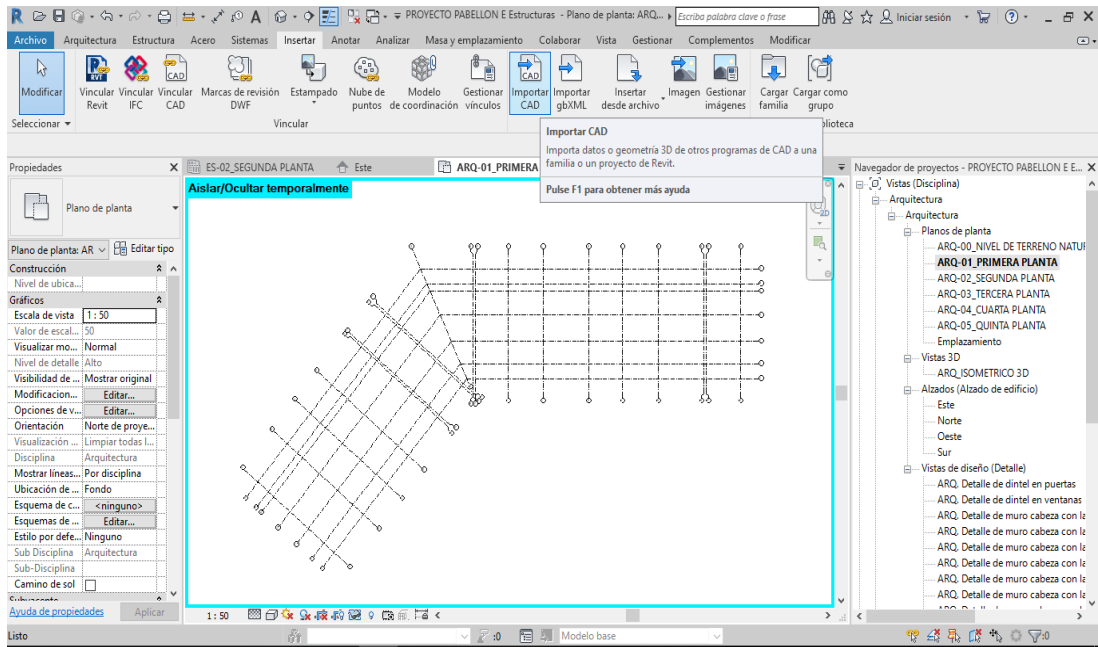 PROYECTO PABELLON E Estructuras - Plano de planta: ARQ...
Escriba palabra clave o frase
Iniciar sesión
Archivo Arquitectura Estructura Acero Sistemas Insertar Anotar Analizar Masa y emplazamiento Colaborar Vista Gestionar Complementos Modificar
Modificar
Vincular Revit
Vincular IFC
Vincular CAD
Marcas de revisión DWF
Estampado
Nube de puntos
Modelo de coordinación
Gestionar vínculos
Importar CAD
Importar gbXML
Insertar desde archivo
Imagen
Gestionar imágenes
Cargar familia
Cargar como grupo
Seleccionar
Vincular
blioteca
Importar CAD
Importa datos o geometría 3D de otros programas de CAD a una
familia o un proyecto de Revit.
Pulse F1 para obtener más ayuda
Propiedades
Plano de planta
Plano de planta: AR
Editar tipo
Construcción
Nivel de ubica...
Gráficos
Escala de vista 1 : 50
Valor de escal... 50
Visualizar mo... Normal
Nivel de detalle Alto
Visibilidad de ... Mostrar original
Modificacion... Editar...
Opciones de v... Editar...
Orientación Norte de proye...
Visualización ... Limpiar todas l...
Disciplina Arquitectura
Mostrar líneas... Por disciplina
Ubicación de ... Fondo
Esquema de c... <ninguno>
Esquemas de ... Editar...
Estilo por defe... Ninguno
Sub Disciplina Arquitectura
Sub-Disciplina
Camino de sol
Subyacente
Ayuda de propiedades
Aplicar
ES-02_SEGUNDA PLANTA
Este
ARQ-01_PRIMERA
Aislar/Ocultar temporalmente
2D
1 : 50
Navegador de proyectos - PROYECTO PABELLON E E...
Vistas (Disciplina)
Arquitectura
Arquitectura
Planos de planta
ARQ-00_NIVEL DE TERRENO NATUR
ARQ-01_PRIMERA PLANTA
ARQ-02_SEGUNDA PLANTA
ARQ-03_TERCERA PLANTA
ARQ-04_CUARTA PLANTA
ARQ-05_QUINTA PLANTA
Emplazamiento
Vistas 3D
ARQ_ISOMETRICO 3D
Alzados (Alzado de edificio)
Este
Norte
Oeste
Sur
Vistas de diseño (Detalle)
ARQ. Detalle de dintel en puertas
ARQ. Detalle de dintel en ventanas
ARQ. Detalle de muro cabeza con la
ARQ. Detalle de muro cabeza con la
ARQ. Detalle de muro cabeza con la
ARQ. Detalle de muro cabeza con la
ARQ. Detalle de muro cabeza con la
ARQ. Detalle de muro cabeza con la
Listo
:0
Modelo base
:0